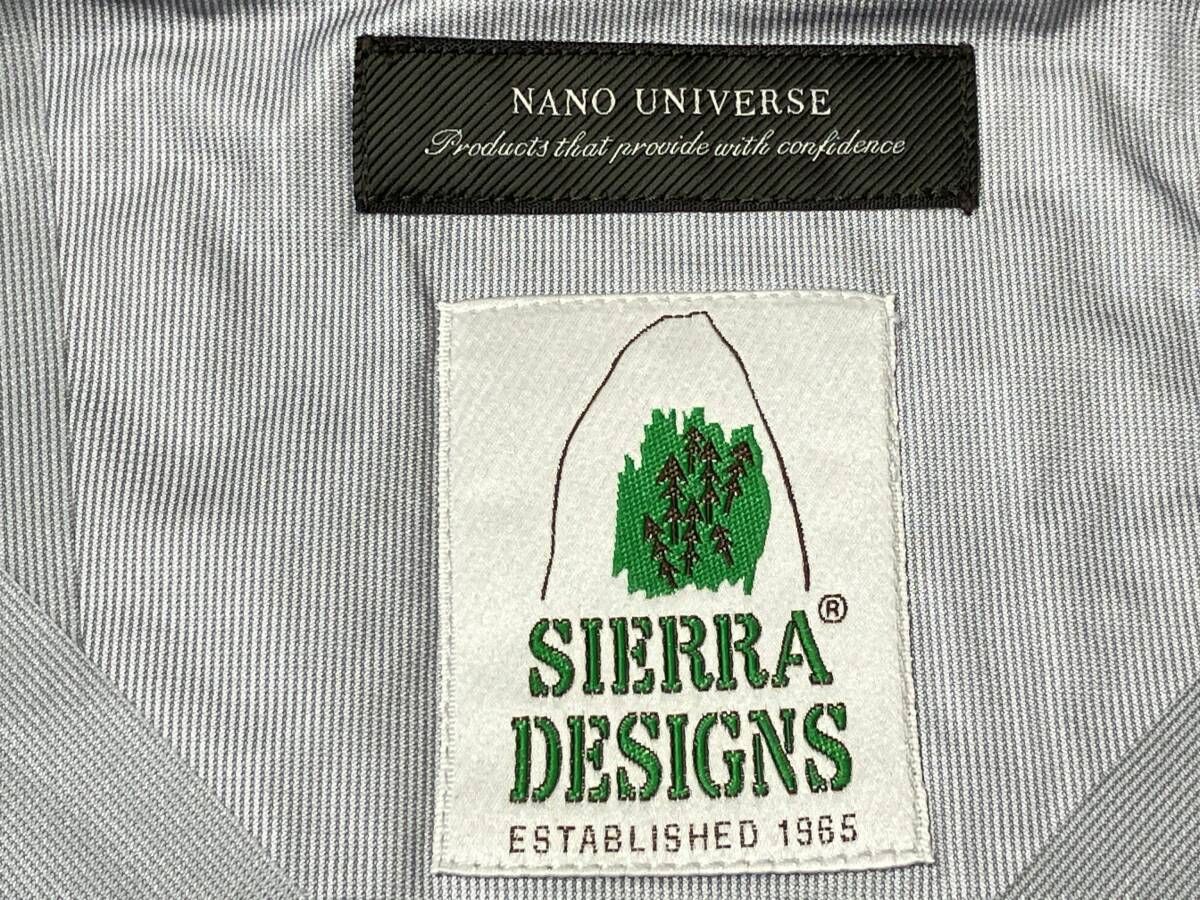 NANO UNIVERSE
Products that provide with confidence
SIERRA®
DESIGNS
ESTABLISHED 1965